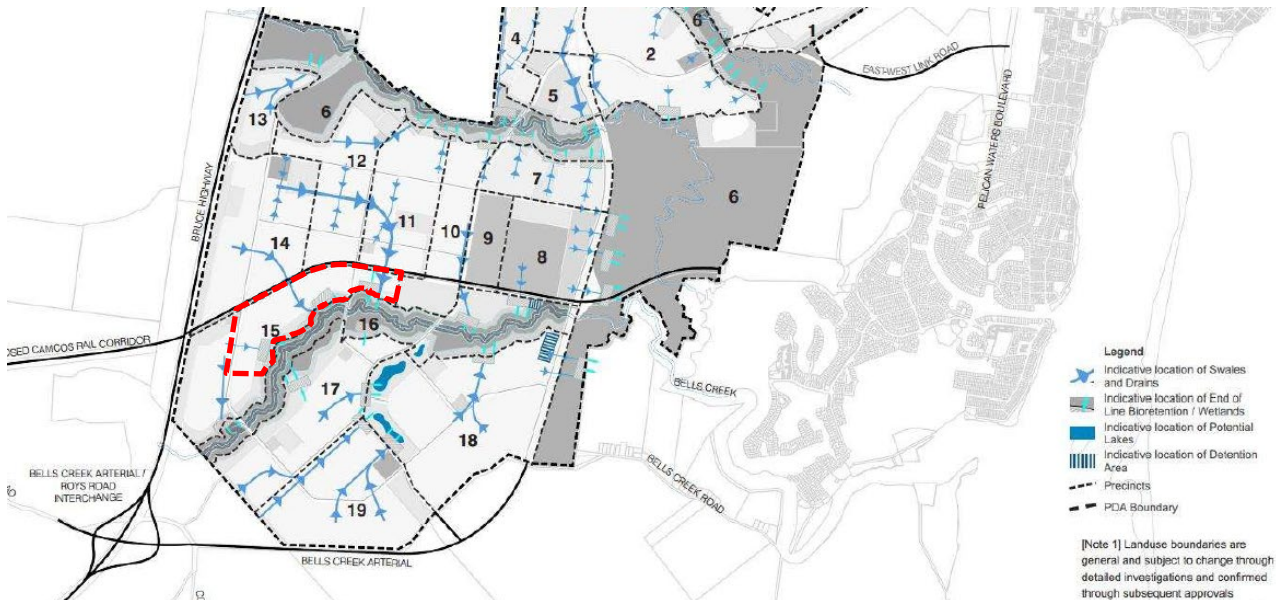 1
6
4
2
EAST-WEST LINK ROAD
5
13
6
12
7
PELICAN WATERS BOULEVARD
BRUCE HIGHWAY
6
11
10
9
8
14
OSED CAMCOS RAIL CORRIDOR
15
16
17
BELLS CREEK
18
BELLS CREEK ARTERIAL /
ROYS ROAD
INTERCHANGE
BELLS CREEK ROAD
19
BELLS CREEK ARTERIAL
Legend
Indicative location of Swales
and Drains
Indicative location of End of
Line Bioretention / Wetlands
Indicative location of Potential
Lakes
Indicative location of Detention
Area
Precincts
PDA Boundary
[Note 1] Landuse boundaries are
general and subject to change through
detailed investigations and confirmed
through subsequent approvals